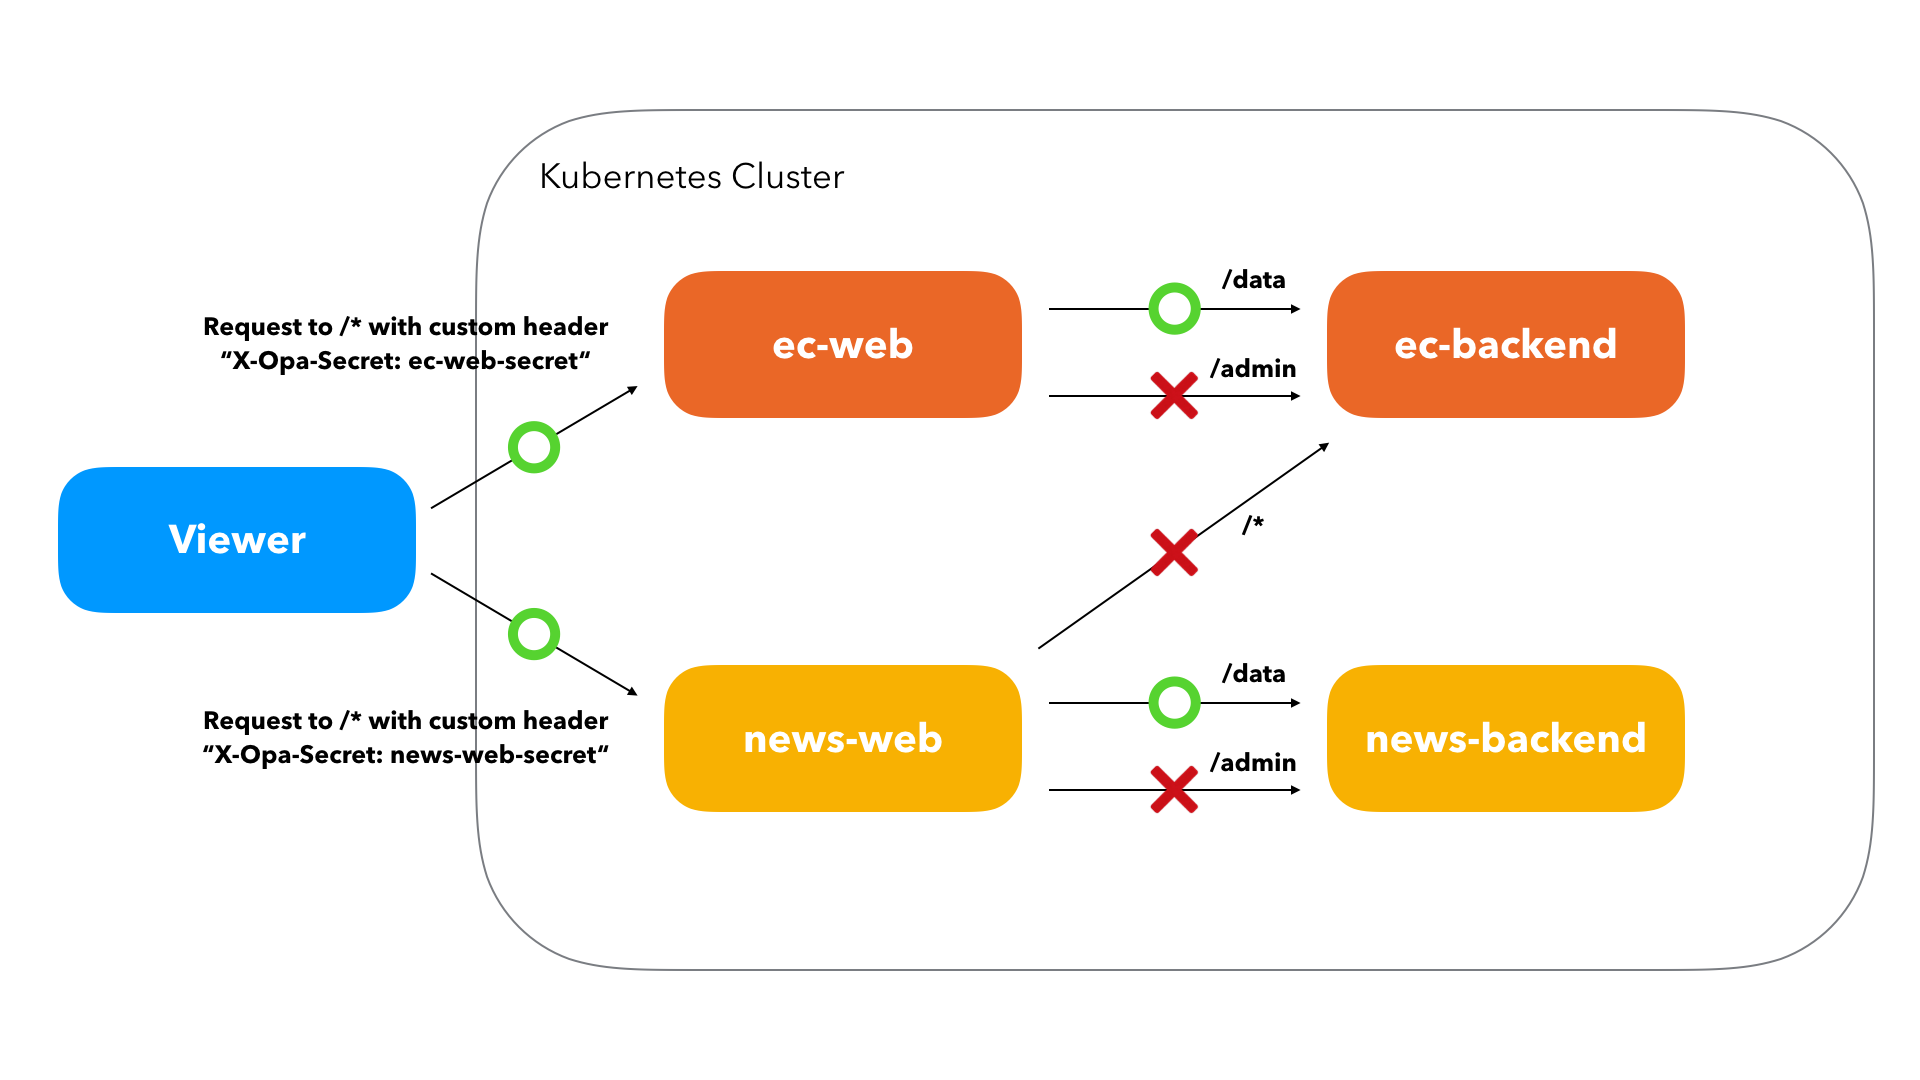 Kubernetes Cluster
Request to /* with custom header
“X-Opa-Secret: ec-web-secret“
ec-web
/data
/admin
ec-backend
Viewer
/*
Request to /* with custom header
“X-Opa-Secret: news-web-secret“
news-web
/data
/admin
news-backend